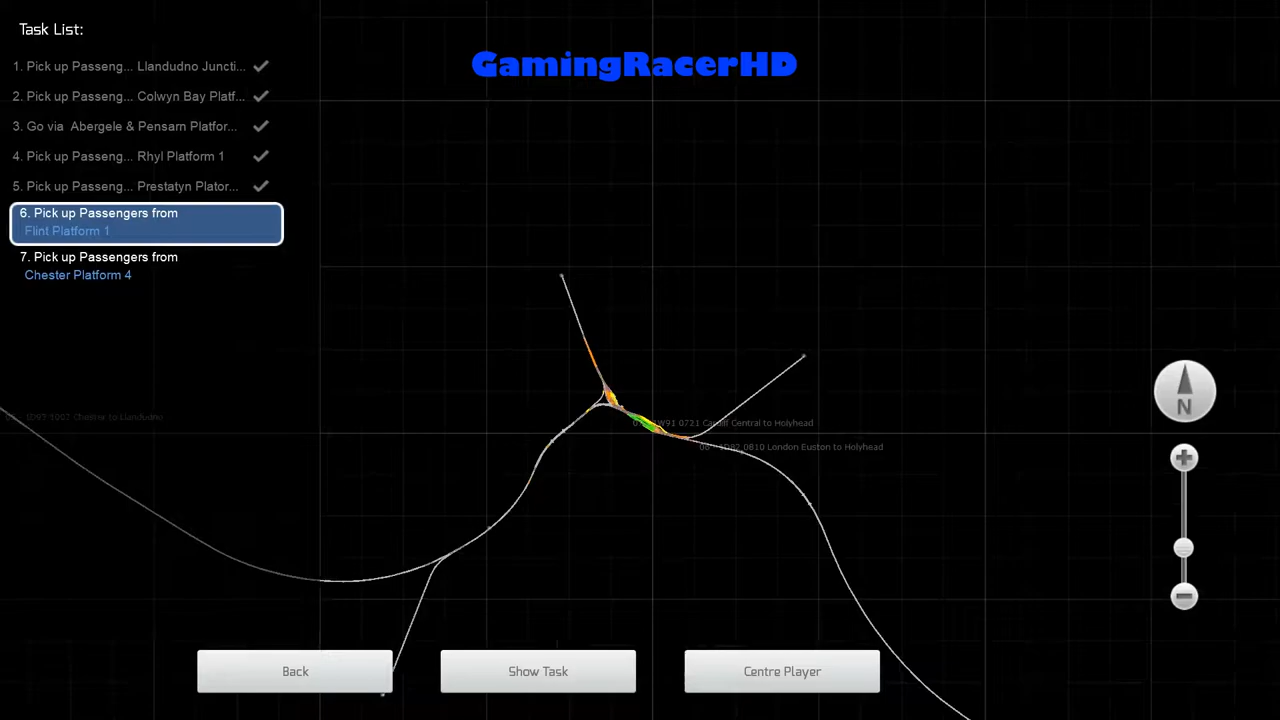 Task List:
GamingRacerHD
1. Pick up Passeng... Llandudno Juncti...
2. Pick up Passeng... Colwyn Bay Platf...
3. Go via Abergele & Pensarn Platfor...
4. Pick up Passeng... Rhyl Platform 1
5. Pick up Passeng... Prestatyn Plator...
6. Pick up Passengers from
Flint Platform 1
7. Pick up Passengers from
Chester Platform 4
1007 Chester to Llandudno
0721 Cardiff Central to Holyhead
0810 London Euston to Holyhead
N
Back
Show Task
Centre Player